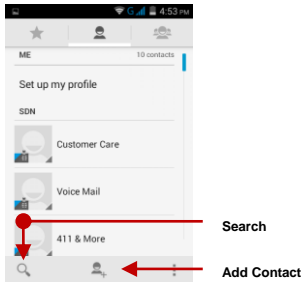 G 4:53 PM
ME 10 contacts
Set up my profile
SDN
Customer Care
Voice Mail
411 & More
Search
Add Contact